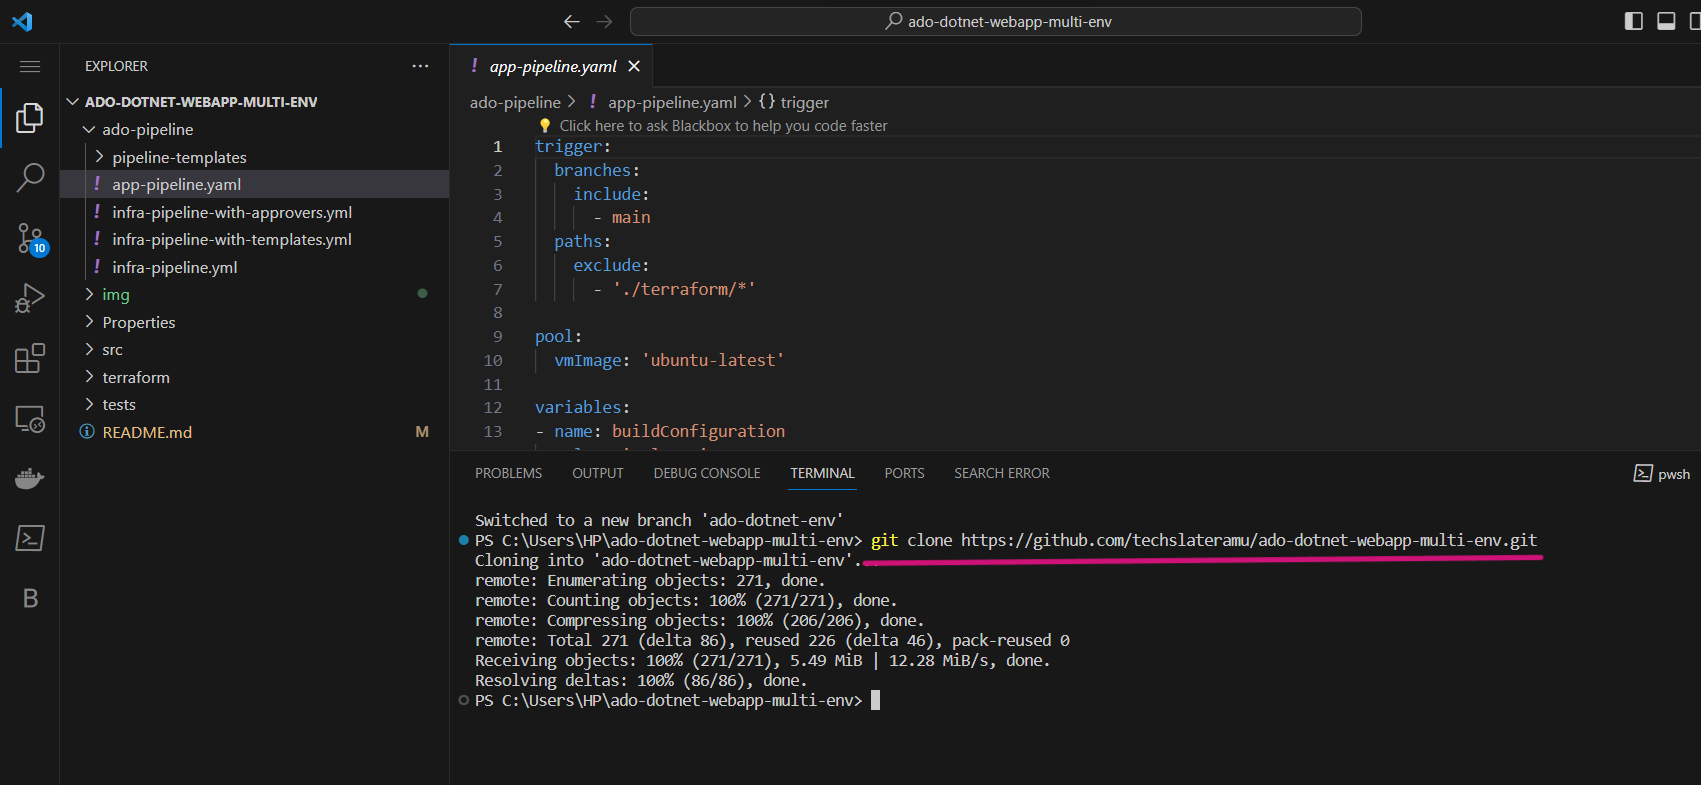 ado-dotnet-webapp-multi-env
EXPLORER
ADO-DOTNET-WEBAPP-MULTI-ENV
ado-pipeline
pipeline-templates
! app-pipeline.yaml
! infra-pipeline-with-approvers.yml
! infra-pipeline-with-templates.yml
! infra-pipeline.yml
img
Properties
src
terraform
tests
README.md M
10
B
! app-pipeline.yaml
ado-pipeline > ! app-pipeline.yaml > {} trigger
Click here to ask Blackbox to help you code faster
1 trigger:
2 branches:
3 include:
4 - main
5 paths:
6 exclude:
7 - './terraform/*'
8
9 pool:
10 vmImage: 'ubuntu-latest'
11
12 variables:
13 - name: buildConfiguration
PROBLEMS OUTPUT DEBUG CONSOLE TERMINAL PORTS SEARCH ERROR pwsh
Switched to a new branch 'ado-dotnet-env'
PS C:\Users\HP\ado-dotnet-webapp-multi-env> git clone https://github.com/techslateramu/ado-dotnet-webapp-multi-env.git
Cloning into 'ado-dotnet-webapp-multi-env'...
remote: Enumerating objects: 271, done.
remote: Counting objects: 100% (271/271), done.
remote: Compressing objects: 100% (206/206), done.
remote: Total 271 (delta 86), reused 226 (delta 46), pack-reused 0
Receiving objects: 100% (271/271), 5.49 MiB | 12.28 MiB/s, done.
Resolving deltas: 100% (86/86), done.
PS C:\Users\HP\ado-dotnet-webapp-multi-env>